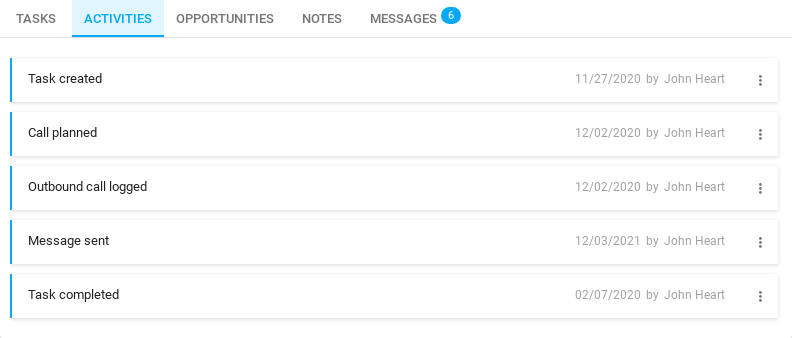 TASKS ACTIVITIES OPPORTUNITIES NOTES MESSAGES 6
Task created 11/27/2020 by John Heart
Call planned 12/02/2020 by John Heart
Outbound call logged 12/02/2020 by John Heart
Message sent 12/03/2021 by John Heart
Task completed 02/07/2020 by John Heart